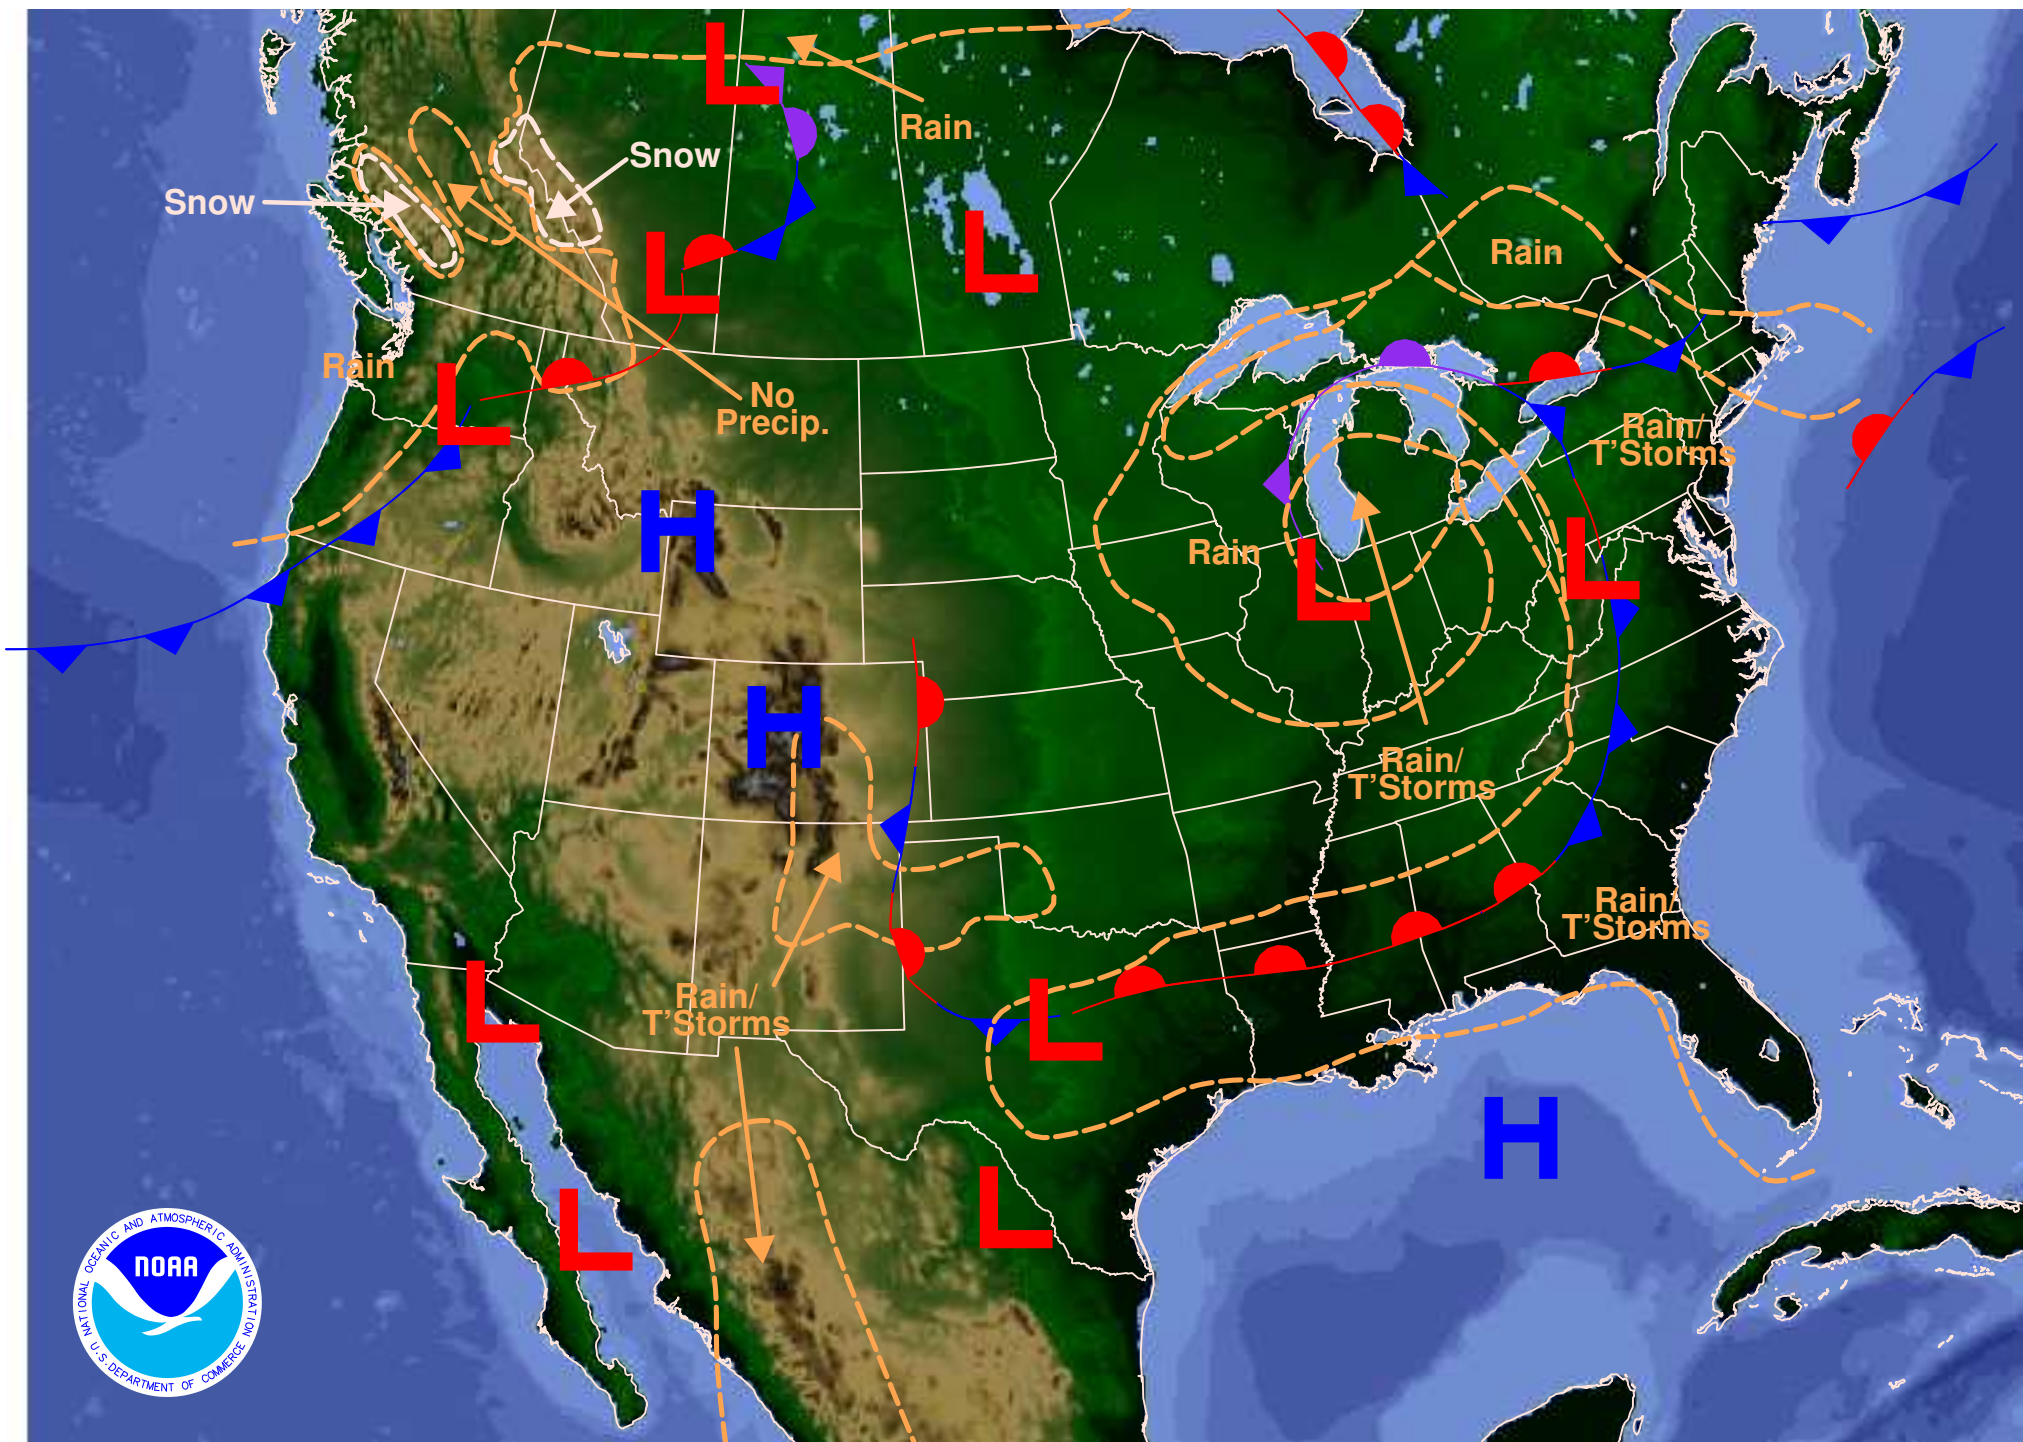 L
Rain
Snow
Snow
L
L
Rain
Rain
L
No
Precip.
Rain/
T'Storms
H
Rain
L
L
H
Rain/
T'Storms
Rain/
T'Storms
L
Rain/
T'Storms
L
H
L
L
NOAA
NATIONAL OCEANIC AND ATMOSPHERIC ADMINISTRATION
U.S. DEPARTMENT OF COMMERCE